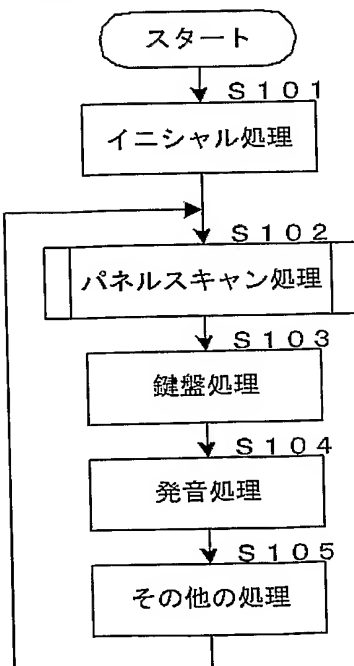 スタート
S101
イニシャル処理
S102
パネルスキャン処理
S103
鍵盤処理
S104
発音処理
S105
その他の処理